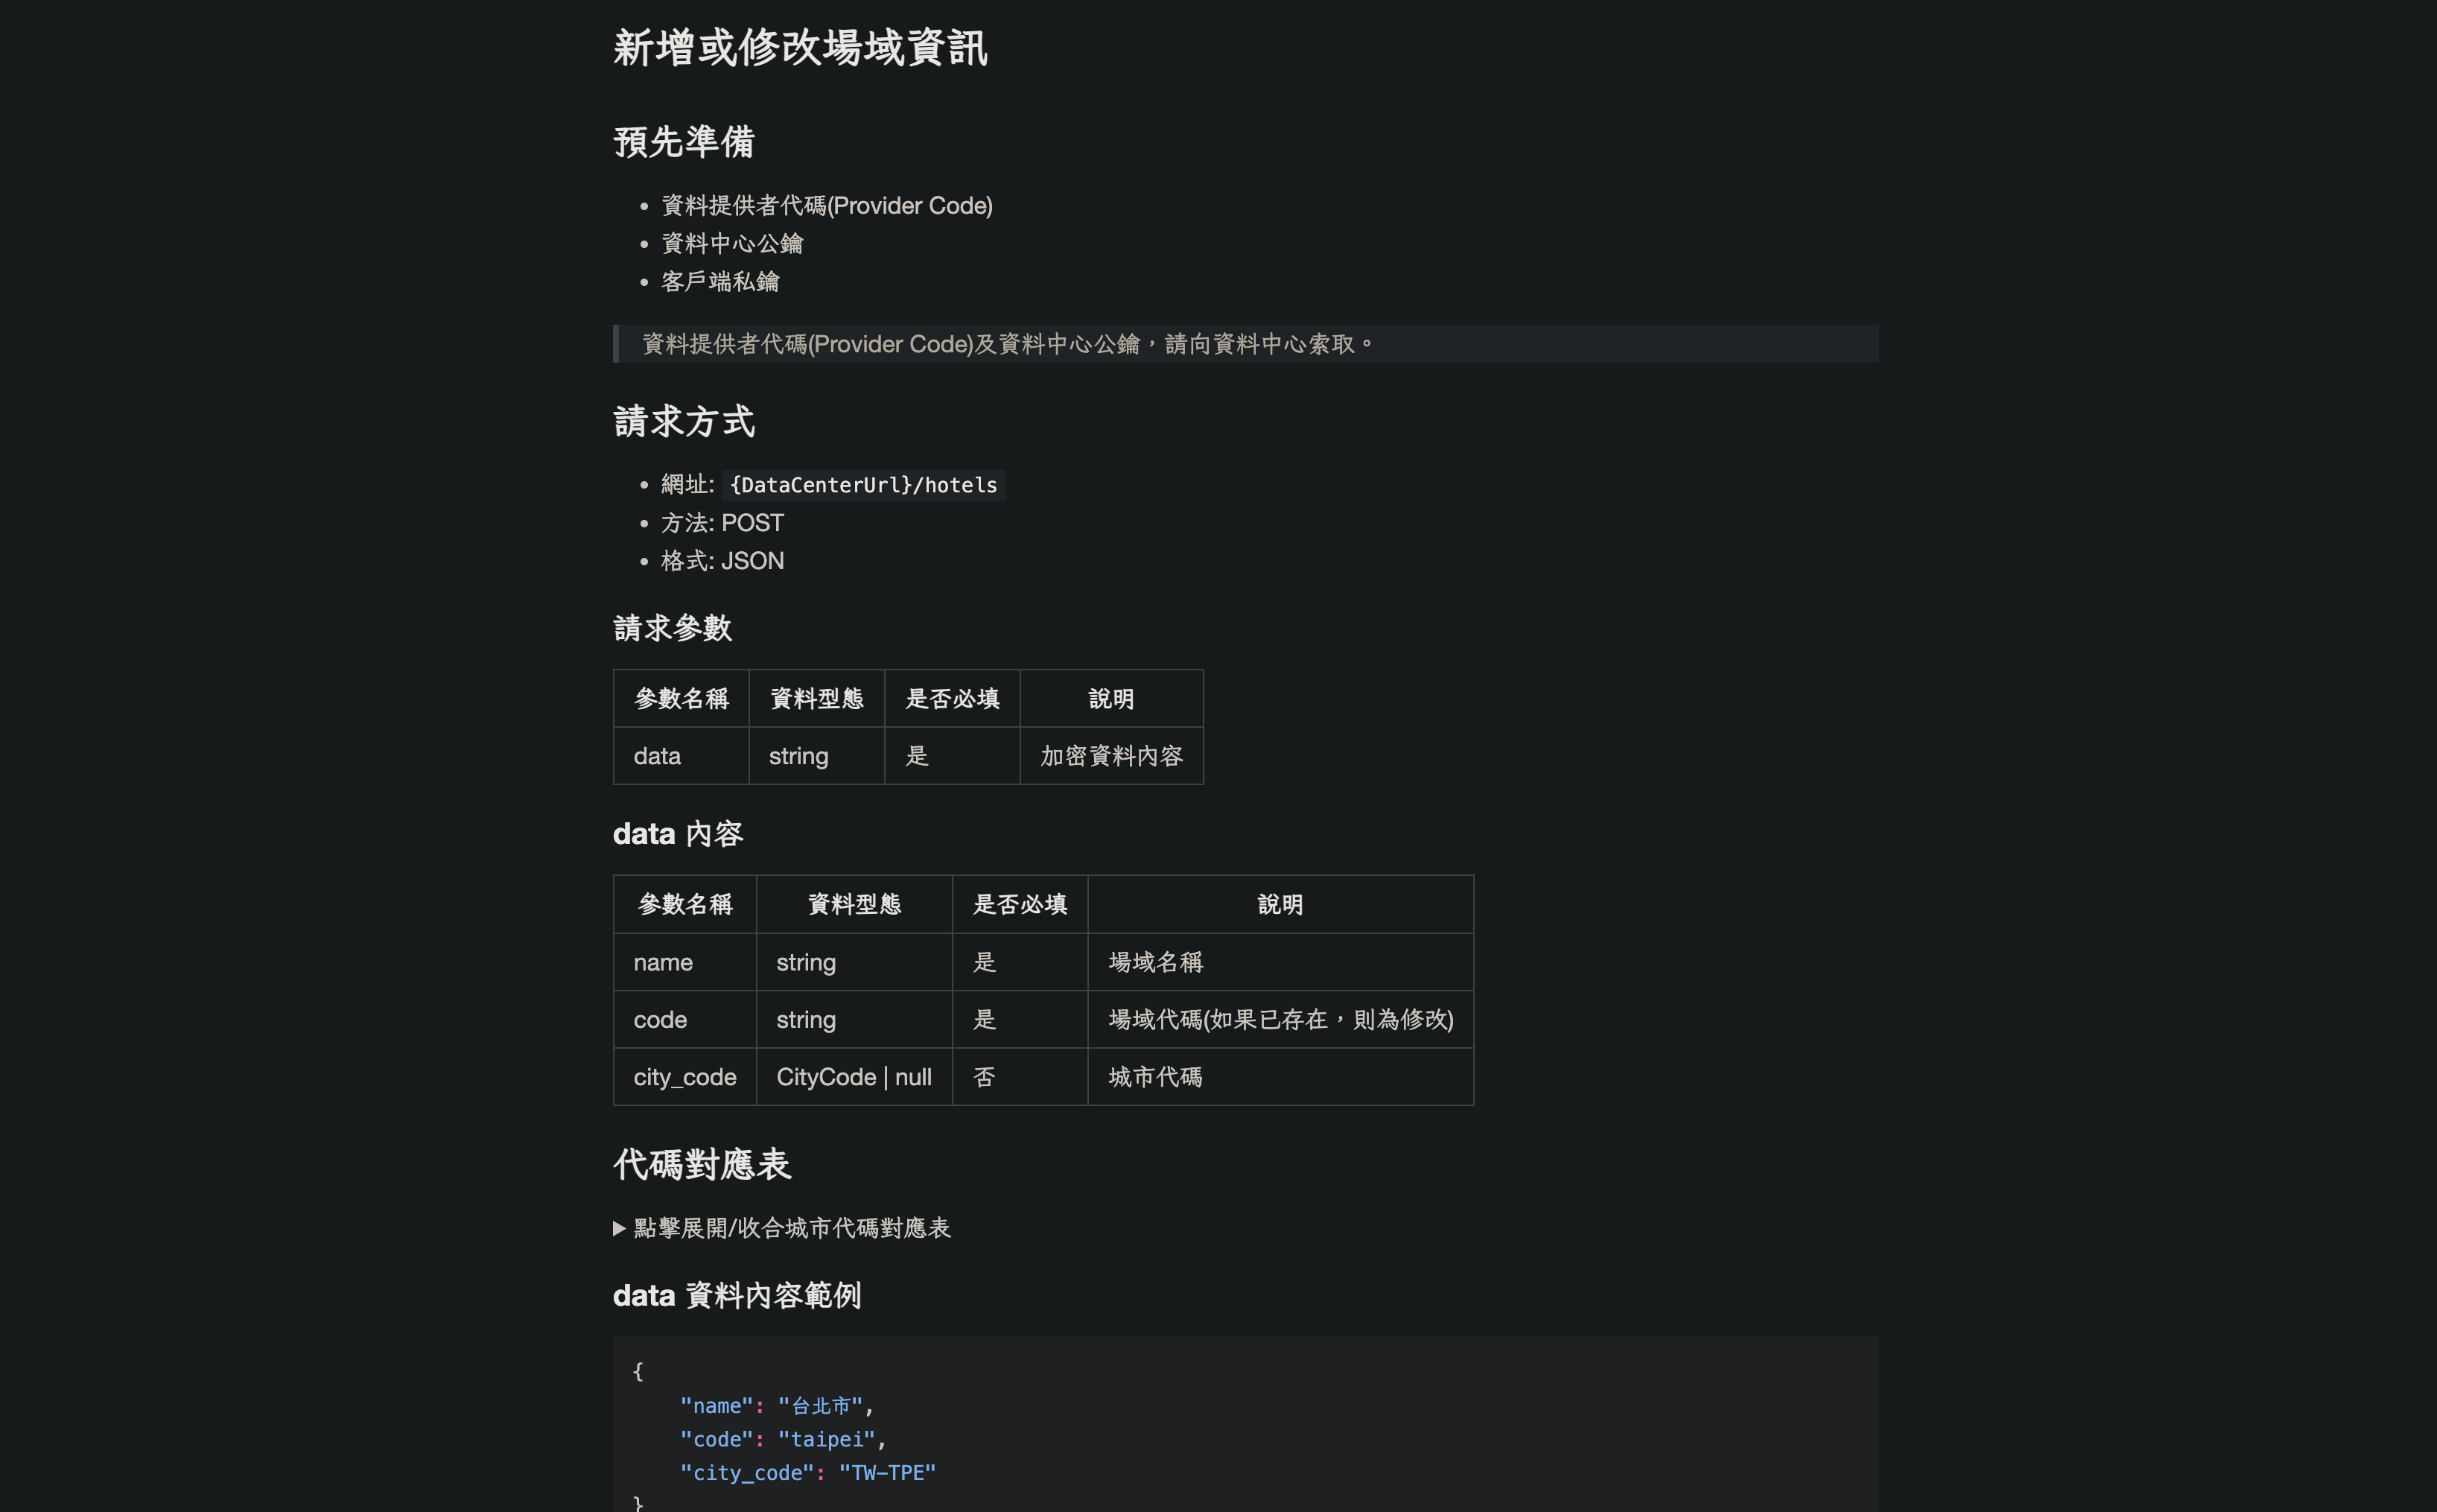 新增或修改場域資訊
預先準備
資料提供者代碼(Provider Code)
資料中心公鑰
客戶端私鑰
資料提供者代碼(Provider Code)及資料中心公鑰，請向資料中心索取。
請求方式
網址: {DataCenterUrl}/hotels
方法: POST
格式: JSON
請求參數
參數名稱 資料型態 是否必填 說明
data string 是 加密資料內容
data 內容
參數名稱 資料型態 是否必填 說明
name string 是 場域名稱
code string 是 場域代碼(如果已存在，則為修改)
city_code CityCode | null 否 城市代碼
代碼對應表
▶ 點擊展開/收合城市代碼對應表
data 資料內容範例
{
"name": "台北市",
"code": "taipei",
"city_code": "TW-TPE"
}